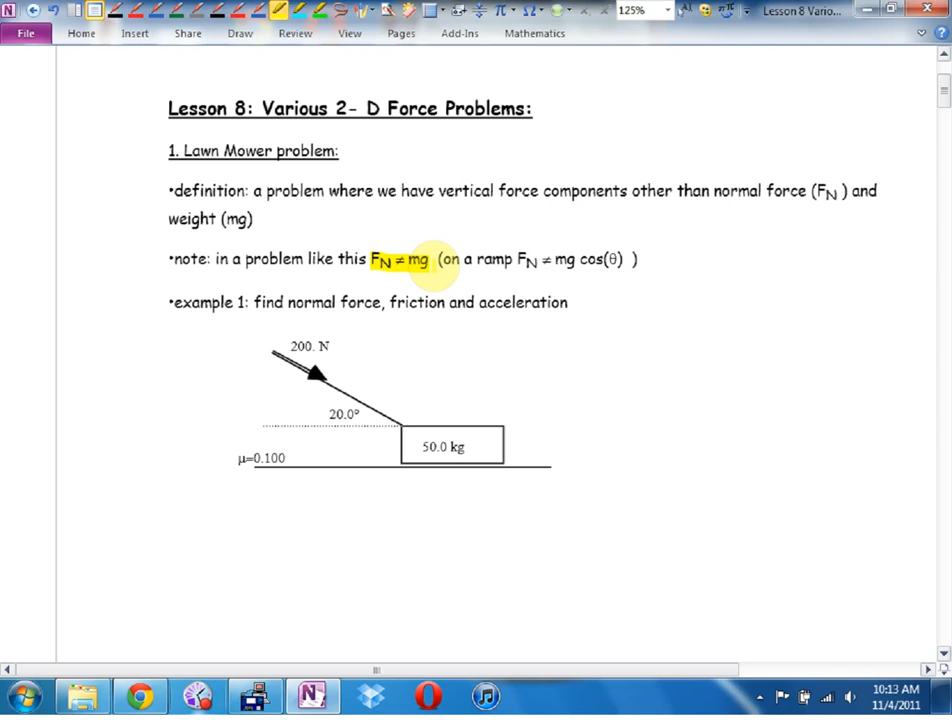 125%
Lesson 8 Vario...
File Home Insert Share Draw Review View Pages Add-Ins Mathematics
Lesson 8: Various 2- D Force Problems:
1. Lawn Mower problem:
•definition: a problem where we have vertical force components other than normal force (FN ) and
weight (mg)
•note: in a problem like this FN ≠ mg (on a ramp FN ≠ mg cos(θ) )
•example 1: find normal force, friction and acceleration
200. N
20.0°
50.0 kg
μ=0.100
10:13 AM
11/4/2011